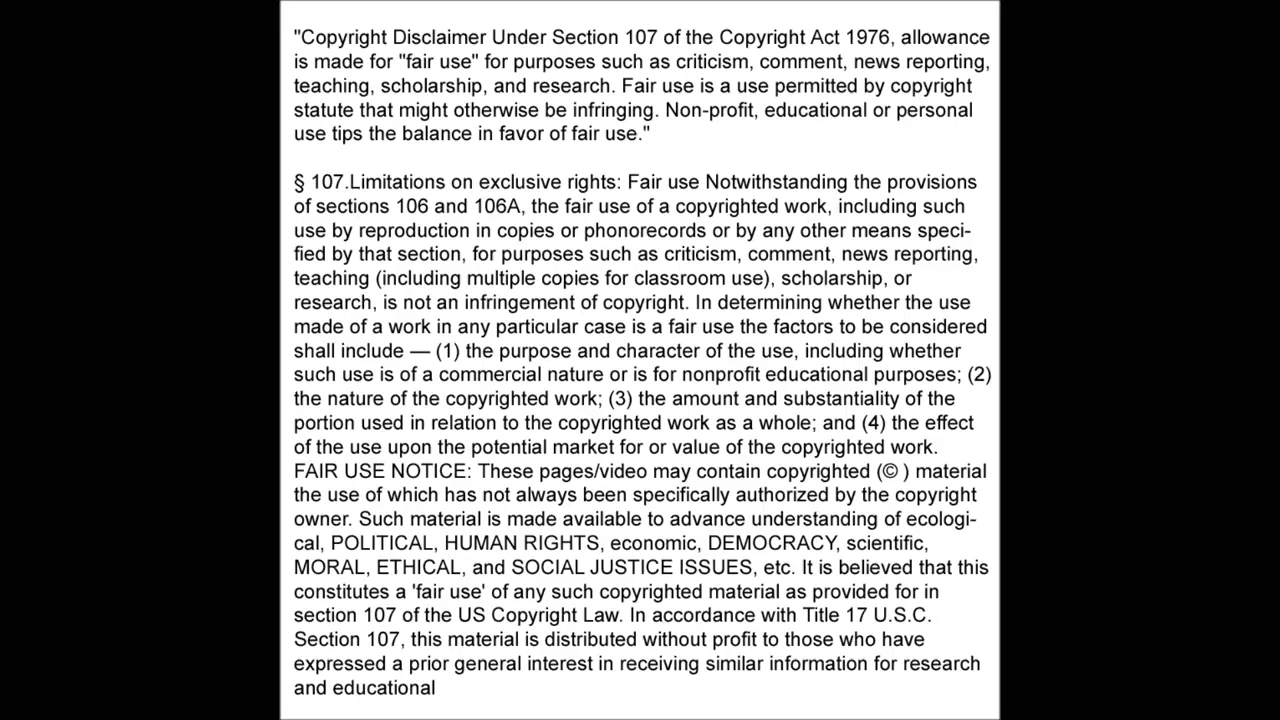 "Copyright Disclaimer Under Section 107 of the Copyright Act 1976, allowance
is made for "fair use" for purposes such as criticism, comment, news reporting,
teaching, scholarship, and research. Fair use is a use permitted by copyright
statute that might otherwise be infringing. Non-profit, educational or personal
use tips the balance in favor of fair use."
§ 107.Limitations on exclusive rights: Fair use Notwithstanding the provisions
of sections 106 and 106A, the fair use of a copyrighted work, including such
use by reproduction in copies or phonorecords or by any other means speci-
fied by that section, for purposes such as criticism, comment, news reporting,
teaching (including multiple copies for classroom use), scholarship, or
research, is not an infringement of copyright. In determining whether the use
made of a work in any particular case is a fair use the factors to be considered
shall include — (1) the purpose and character of the use, including whether
such use is of a commercial nature or is for nonprofit educational purposes; (2)
the nature of the copyrighted work; (3) the amount and substantiality of the
portion used in relation to the copyrighted work as a whole; and (4) the effect
of the use upon the potential market for or value of the copyrighted work.
FAIR USE NOTICE: These pages/video may contain copyrighted (© ) material
the use of which has not always been specifically authorized by the copyright
owner. Such material is made available to advance understanding of ecologi-
cal, POLITICAL, HUMAN RIGHTS, economic, DEMOCRACY, scientific,
MORAL, ETHICAL, and SOCIAL JUSTICE ISSUES, etc. It is believed that this
constitutes a 'fair use' of any such copyrighted material as provided for in
section 107 of the US Copyright Law. In accordance with Title 17 U.S.C.
Section 107, this material is distributed without profit to those who have
expressed a prior general interest in receiving similar information for research
and educational